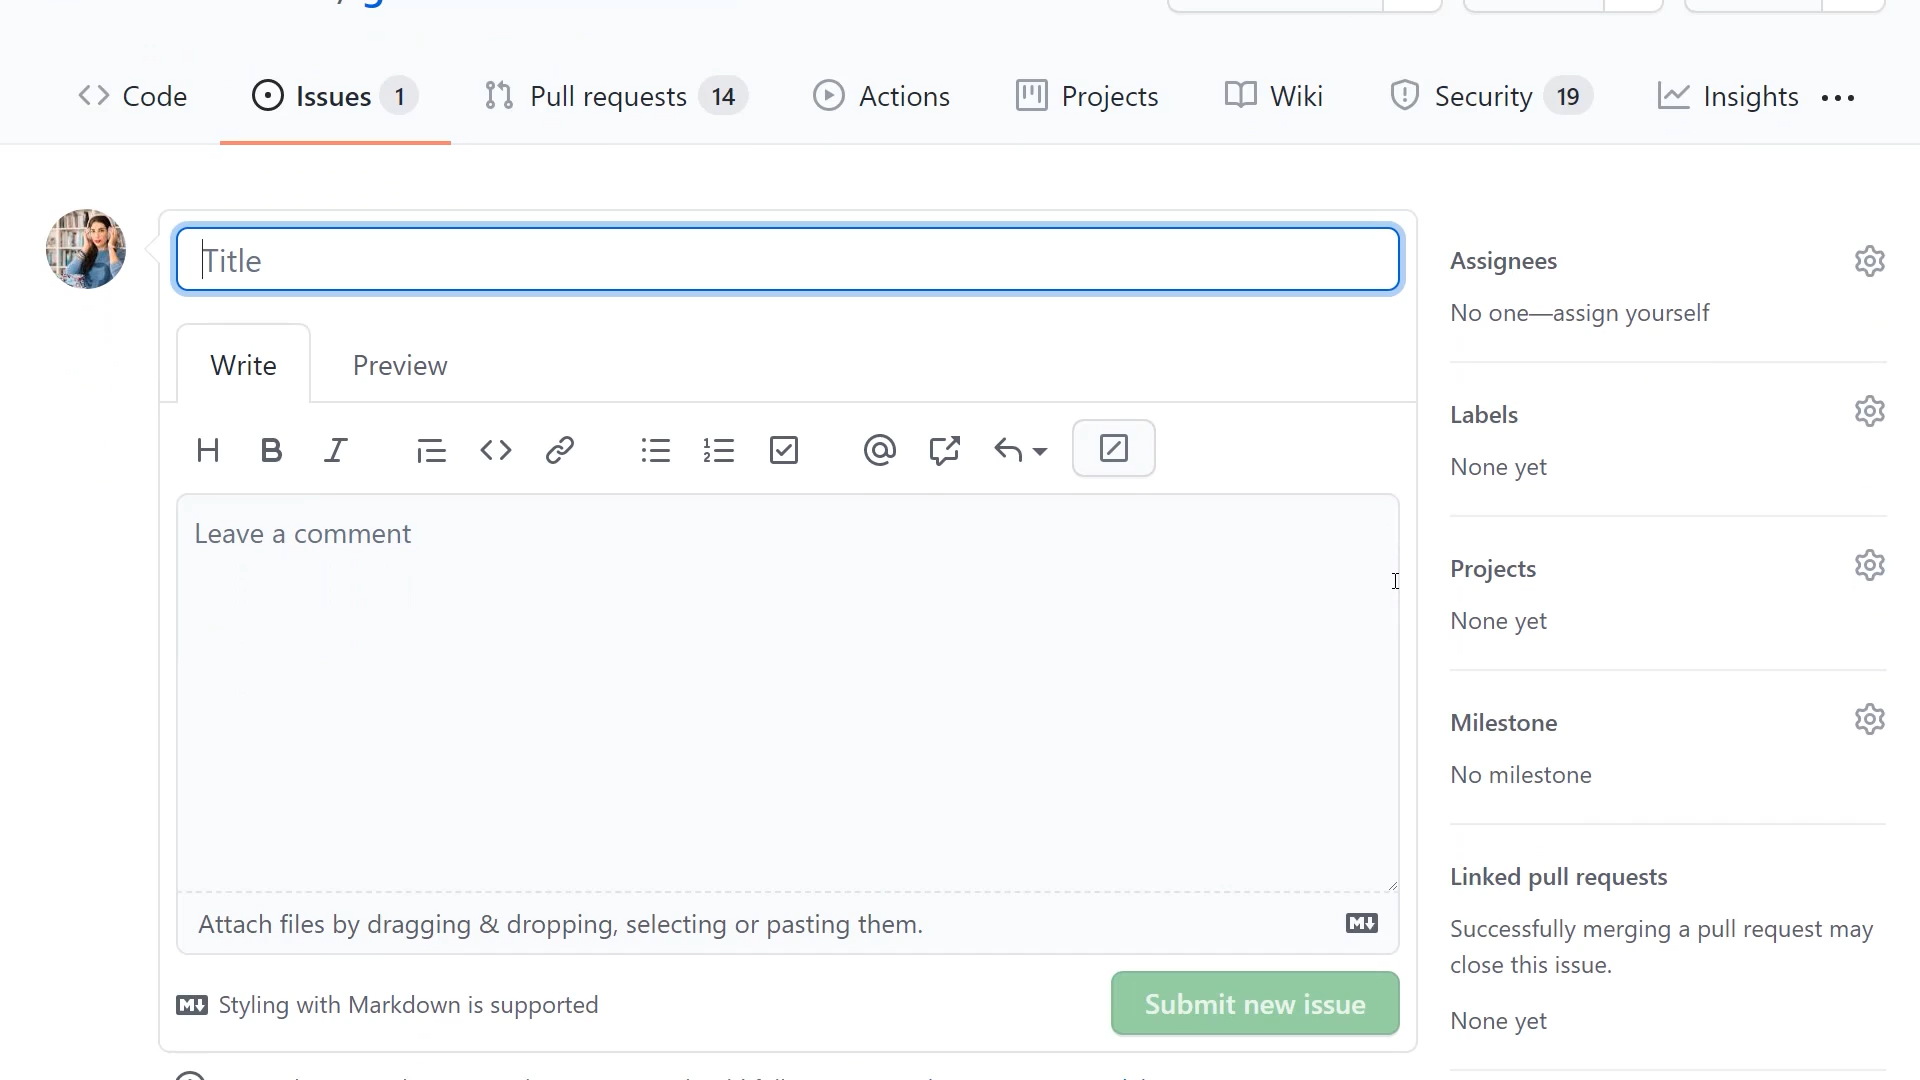 Code Issues 1 Pull requests 14 Actions Projects Wiki Security 19 Insights ...
Title
Assignees
No one—assign yourself
Write Preview
Labels
None yet
H B I @
Leave a comment
Projects
None yet
Milestone
No milestone
Linked pull requests
Successfully merging a pull request may
close this issue.
None yet
Attach files by dragging & dropping, selecting or pasting them.
Styling with Markdown is supported
Submit new issue